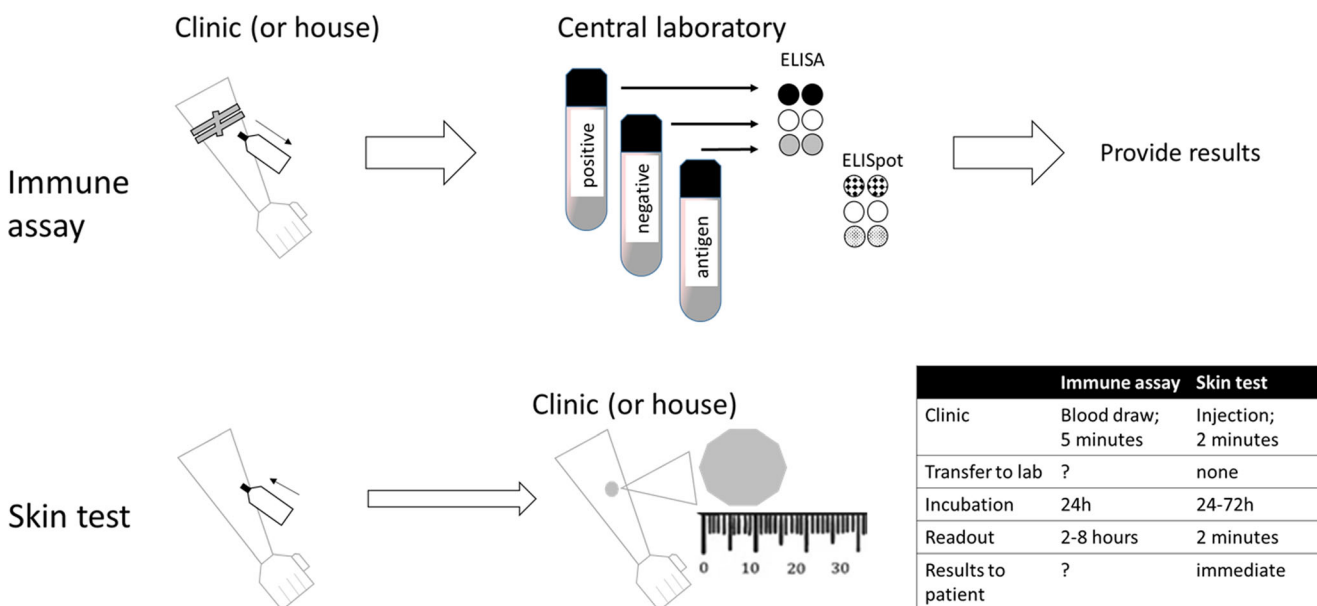 Clinic (or house)
Central laboratory
ELISA
positive
negative
antigen
ELISpot
Immune
assay
Provide results
Clinic (or house)
Skin test
0 10 20 30
Immune assay Skin test
Clinic Blood draw; Injection;
5 minutes 2 minutes
Transfer to lab ? none
Incubation 24h 24-72h
Readout 2-8 hours 2 minutes
Results to ? immediate
patient